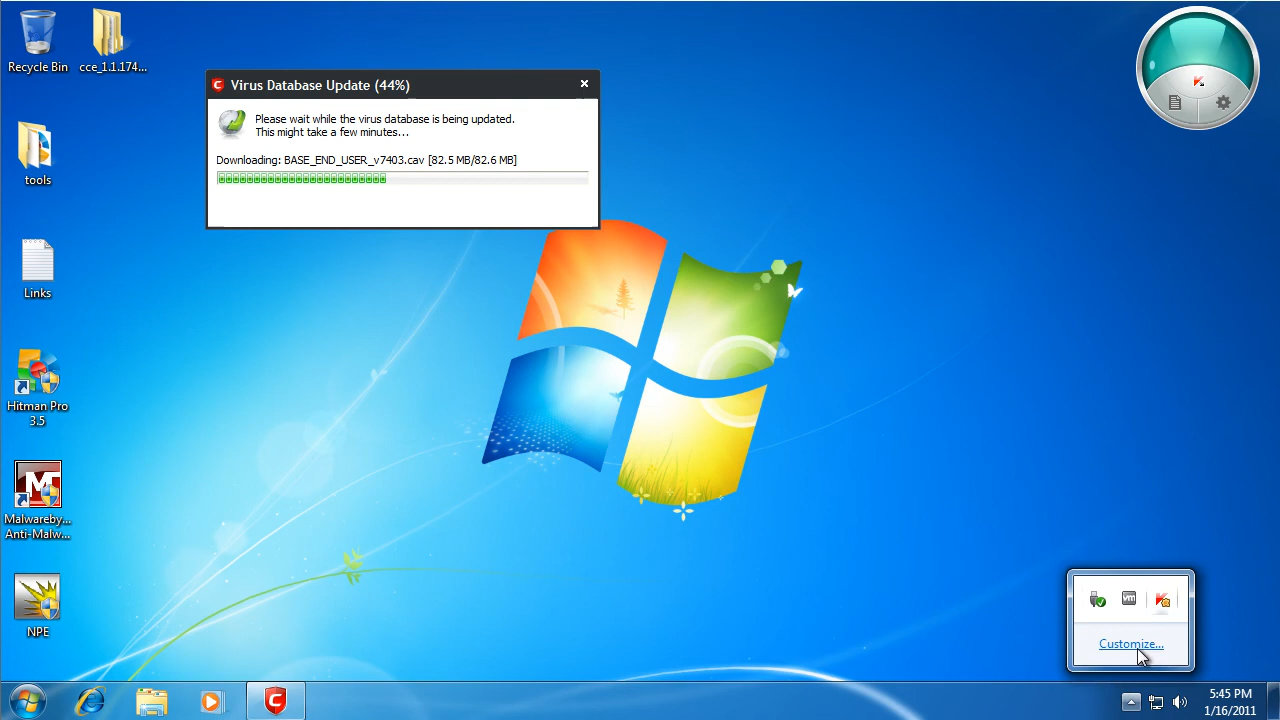 Recycle Bin
cce_1.1.174...
tools
Links
Hitman Pro
3.5
Malwareby...
Anti-Malw...
NPE
Virus Database Update (44%)
Please wait while the virus database is being updated.
This might take a few minutes...
Downloading: BASE_END_USER_v7403.cav [82.5 MB/82.6 MB]
vm
Customize...
5:45 PM
1/16/2011